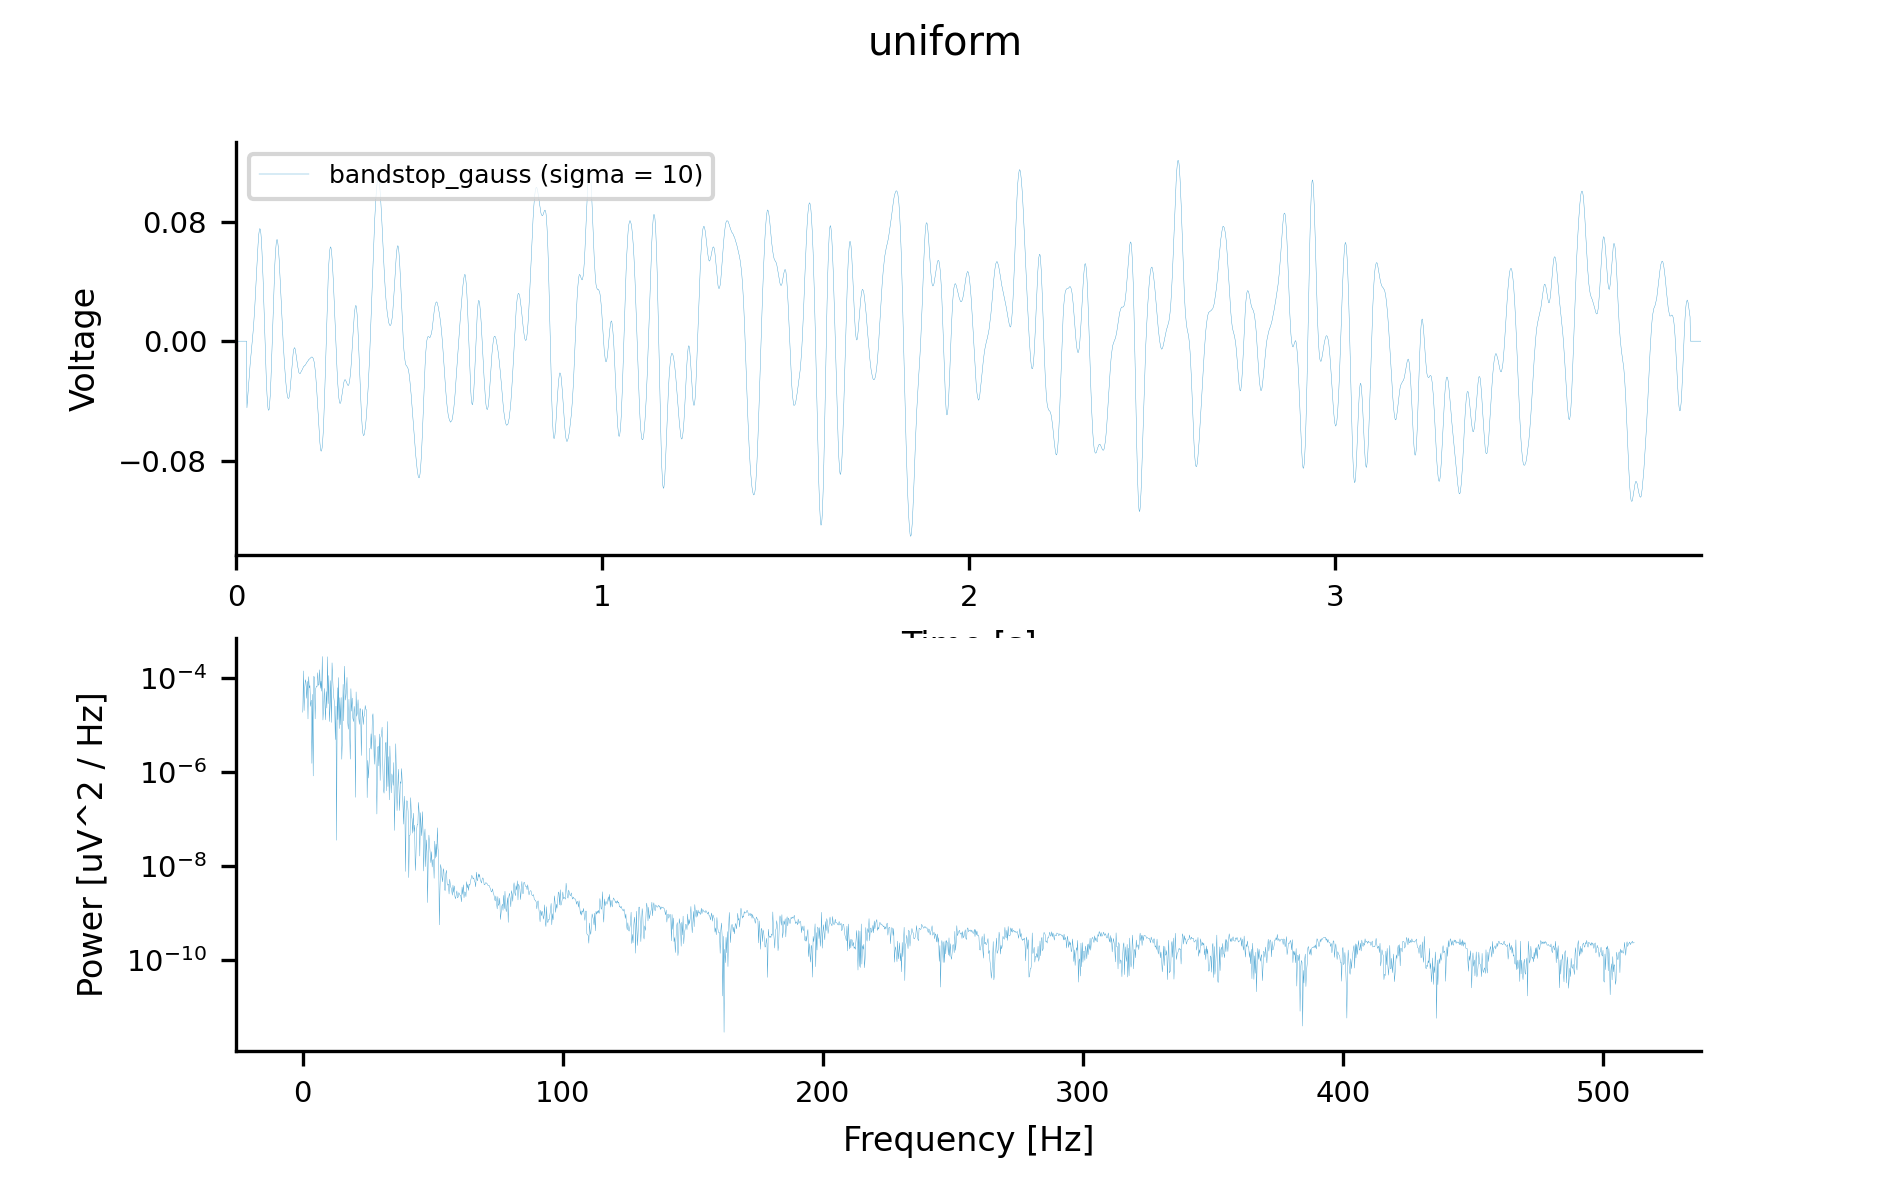 uniform
bandstop_gauss (sigma = 10)
0.08
0.00
−0.08
Voltage
0 1 2 3
Time [s]
10−4
10−6
10−8
10−10
Power [uV^2 / Hz]
0 100 200 300 400 500
Frequency [Hz]